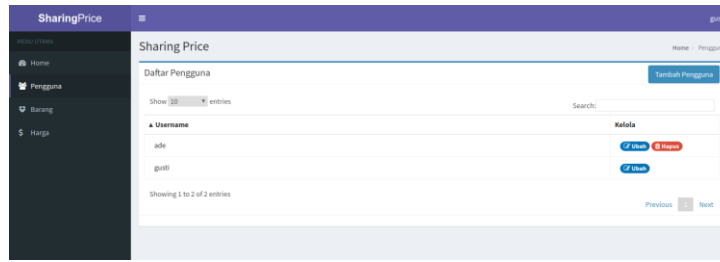 SharingPrice
MENU UTAMA
Home
Pengguna
Barang
Harga
Sharing Price
Home
Daftar Pengguna
Tambah Pengguna
Show 10 entries
Search:
Username Kelola
ade Ubah Hapus
gusti Ubah
Showing 1 to 2 of 2 entries
Previous 1 Next